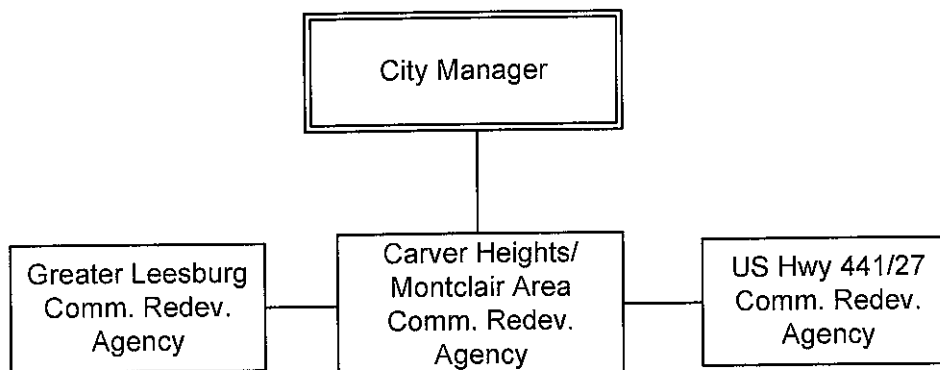 City Manager
Greater Leesburg
Comm. Redev.
Agency
Carver Heights/
Montclair Area
Comm. Redev.
Agency
US Hwy 441/27
Comm. Redev.
Agency